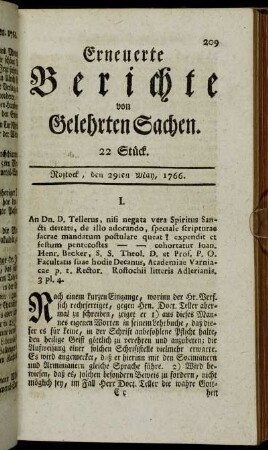 209
Erneuerte
Berichte
von
Gelehrten Sachen.
22 Stück.
Rostock, den 29ten May, 1766.
I.
An Dn. D, Tellerus, nisi negata vera Spiritus San-
cti deitate, de illo adorando, speciale scripturae
sacrae mandatum postulare queat? expendit et
festum pentecostes — — cohortatur Ioan.
Henr. Becker, S. S. Theol. D. et Prof. P. O.
Facultatis suae hodie Decanus, Academiae Varnia-
cae p. t. Rector. Rostochii litteris Adlerianis,
3 pl. 4.
Nach einem kurzen Eingange, worinn der Hr. Verf.
sich rechtfertiget, gegen Hrn. Doct. Teller aber-
mal zu schreiben, zeiget er 1) aus dieses Man-
nes eigenen Worten in seinem Lehrbuche, daß die-
ser es für keine, in der Schrift anbefohlene Pflicht halte,
den heilige Geist göttlich zu verehren und anzubeten; die
Aufweisung einer solchen Schriftstelle vielmehr erwarte.
Es wird angemerket, daß er hierinn mit den Socinianern
und Arminianern gleiche Sprache führe. 2) Wird be-
wiesen, daß es, solchen besondern Beweis zu fordern, nicht
möglich sey, im Fall Herr Doct. Teller die wahre Gott-
heit